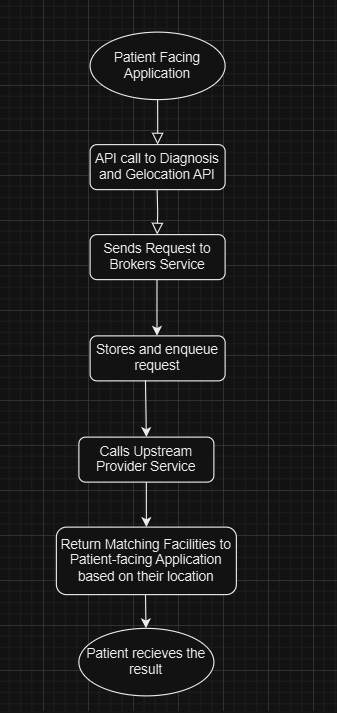 Patient Facing
Application
API call to Diagnosis
and Gelocation API
Sends Request to
Brokers Service
Stores and enqueue
request
Calls Upstream
Provider Service
Return Matching Facilities to
Patient-facing Application
based on their location
Patient recieves the
result